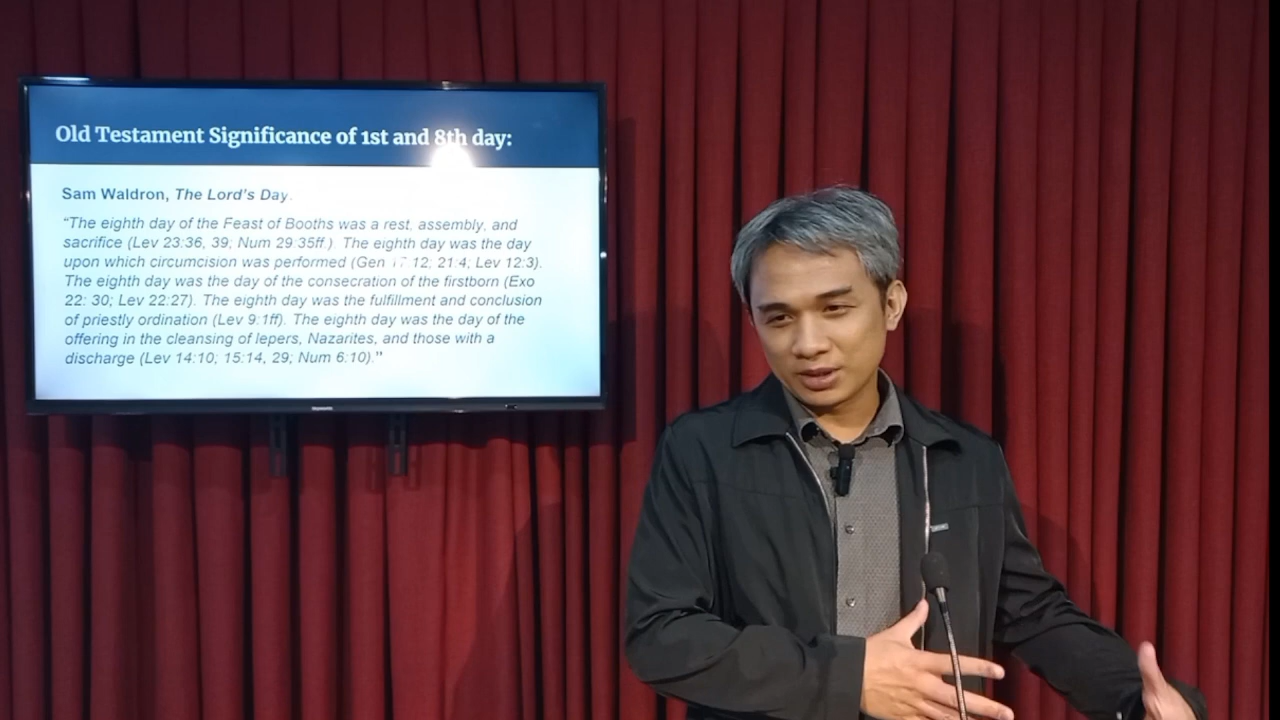 Old Testament Significance of 1st and 8th day:
Sam Waldron, The Lord's Day.
“The eighth day of the Feast of Booths was a rest, assembly, and
sacrifice (Lev 23:36, 39; Num 29:35ff.). The eighth day was the day
upon which circumcision was performed (Gen 17:12; 21:4; Lev 12:3).
The eighth day was the day of the consecration of the firstborn (Exo
22: 30; Lev 22:27). The eighth day was the fulfillment and conclusion
of priestly ordination (Lev 9:1ff). The eighth day was the day of the
offering in the cleansing of lepers, Nazarites, and those with a
discharge (Lev 14:10; 15:14, 29; Num 6:10).”